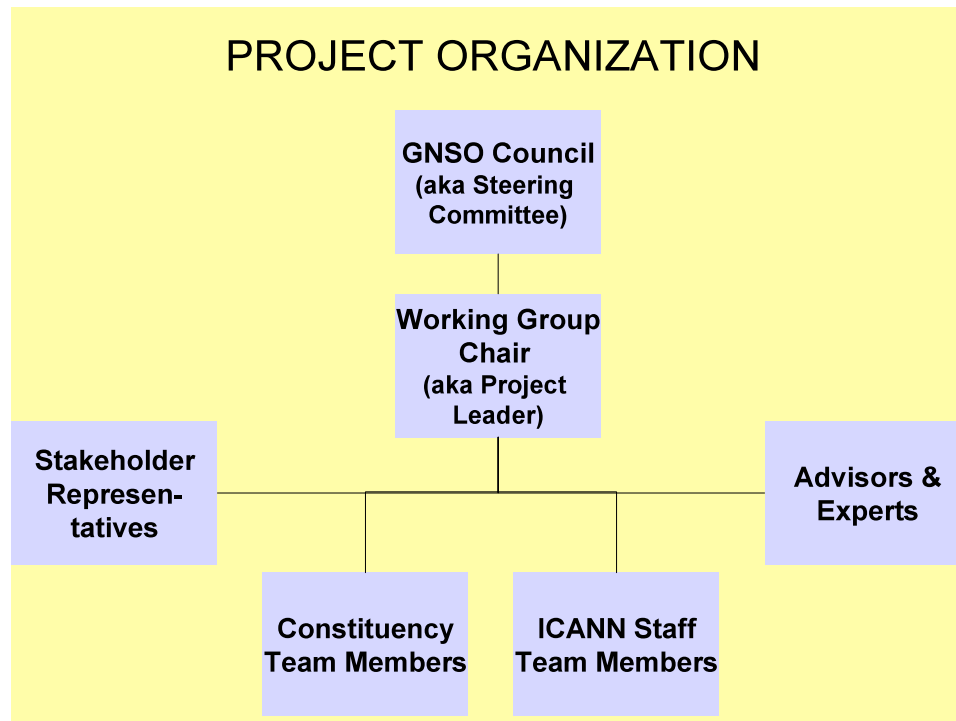 PROJECT ORGANIZATION
GNSO Council
(aka Steering
Committee)
Working Group
Chair
(aka Project
Leader)
Stakeholder
Represen-
tatives
Advisors &
Experts
Constituency
Team Members
ICANN Staff
Team Members